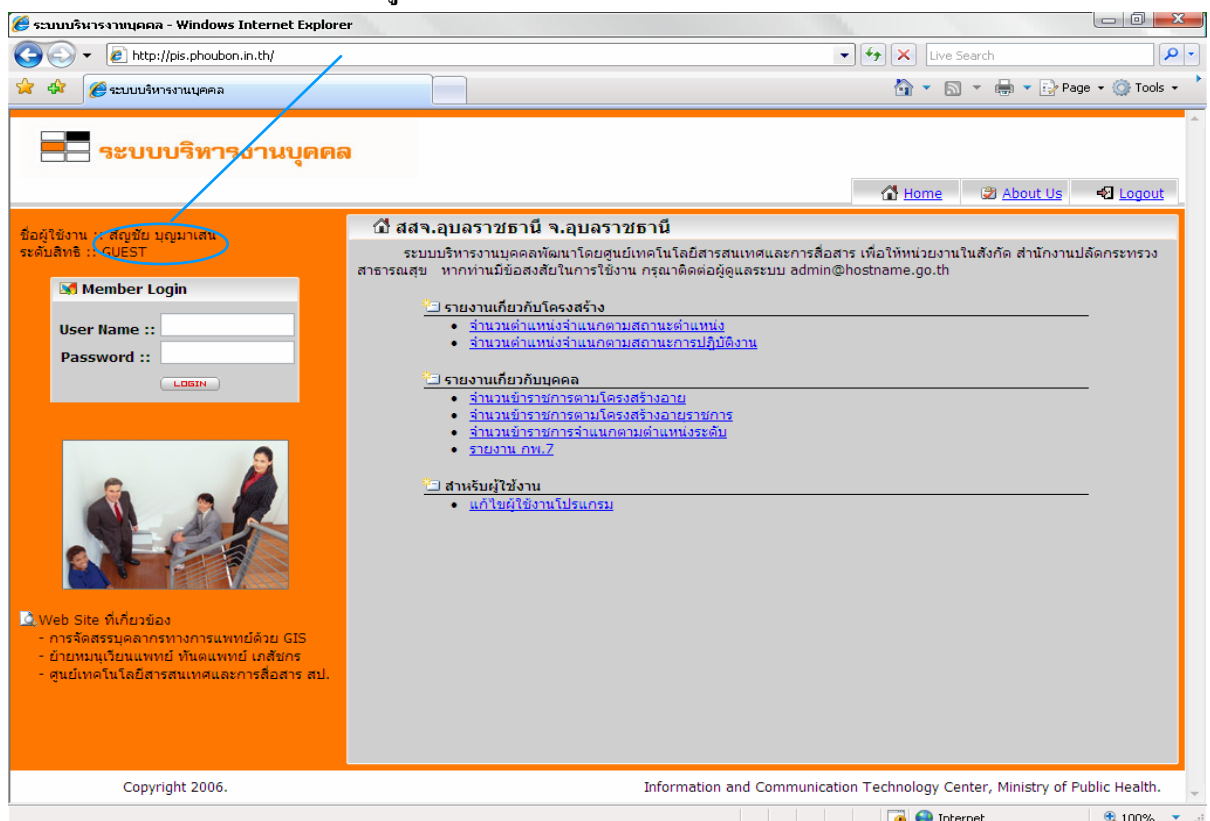 ระบบบริหารงานบุคคล - Windows Internet Explorer
http://pis.phoubon.in.th/
Live Search
ระบบบริหารงานบุคคล
Page
Tools
ระบบบริหารงานบุคคล
Home
About Us
Logout
ชื่อผู้ใช้งาน :: สัญชัย บุญมาเสน
ระดับสิทธิ :: GUEST
Member Login
User Name ::
Password ::
LOGIN
Web Site ที่เกี่ยวข้อง
- การจัดสรรบุคลากรทางการแพทย์ด้วย GIS
- ย้ายหมนุเวียนแพทย์ ทันตแพทย์ เภสัชกร
- ศูนย์เทคโนโลยีสารสนเทศและการสื่อสาร สป.
สสจ.อุบลราชธานี จ.อุบลราชธานี
ระบบบริหารงานบุคคลพัฒนาโดยศูนย์เทคโนโลยีสารสนเทศและการสื่อสาร เพื่อให้หน่วยงานในสังกัด สำนักงานปลัดกระทรวง
สาธารณสุข หากท่านมีข้อสงสัยในการใช้งาน กรุณาติดต่อผู้ดูแลระบบ admin@hostname.go.th
รายงานเกี่ยวกับโครงสร้าง
• จำนวนตำแหน่งจำแนกตามสถานะตำแหน่ง
• จำนวนตำแหน่งจำแนกตามสถานะการปฏิบัติงาน
รายงานเกี่ยวกับบุคคล
• จำนวนข้าราชการตามโครงสร้างอายุ
• จำนวนข้าราชการตามโครงสร้างอายุราชการ
• จำนวนข้าราชการจำแนกตามตำแหน่งระดับ
• รายงาน กพ.7
สำหรับผู้ใช้งาน
• แก้ไขผู้ใช้งานโปรแกรม
Copyright 2006.
Information and Communication Technology Center, Ministry of Public Health.
Internet
100%